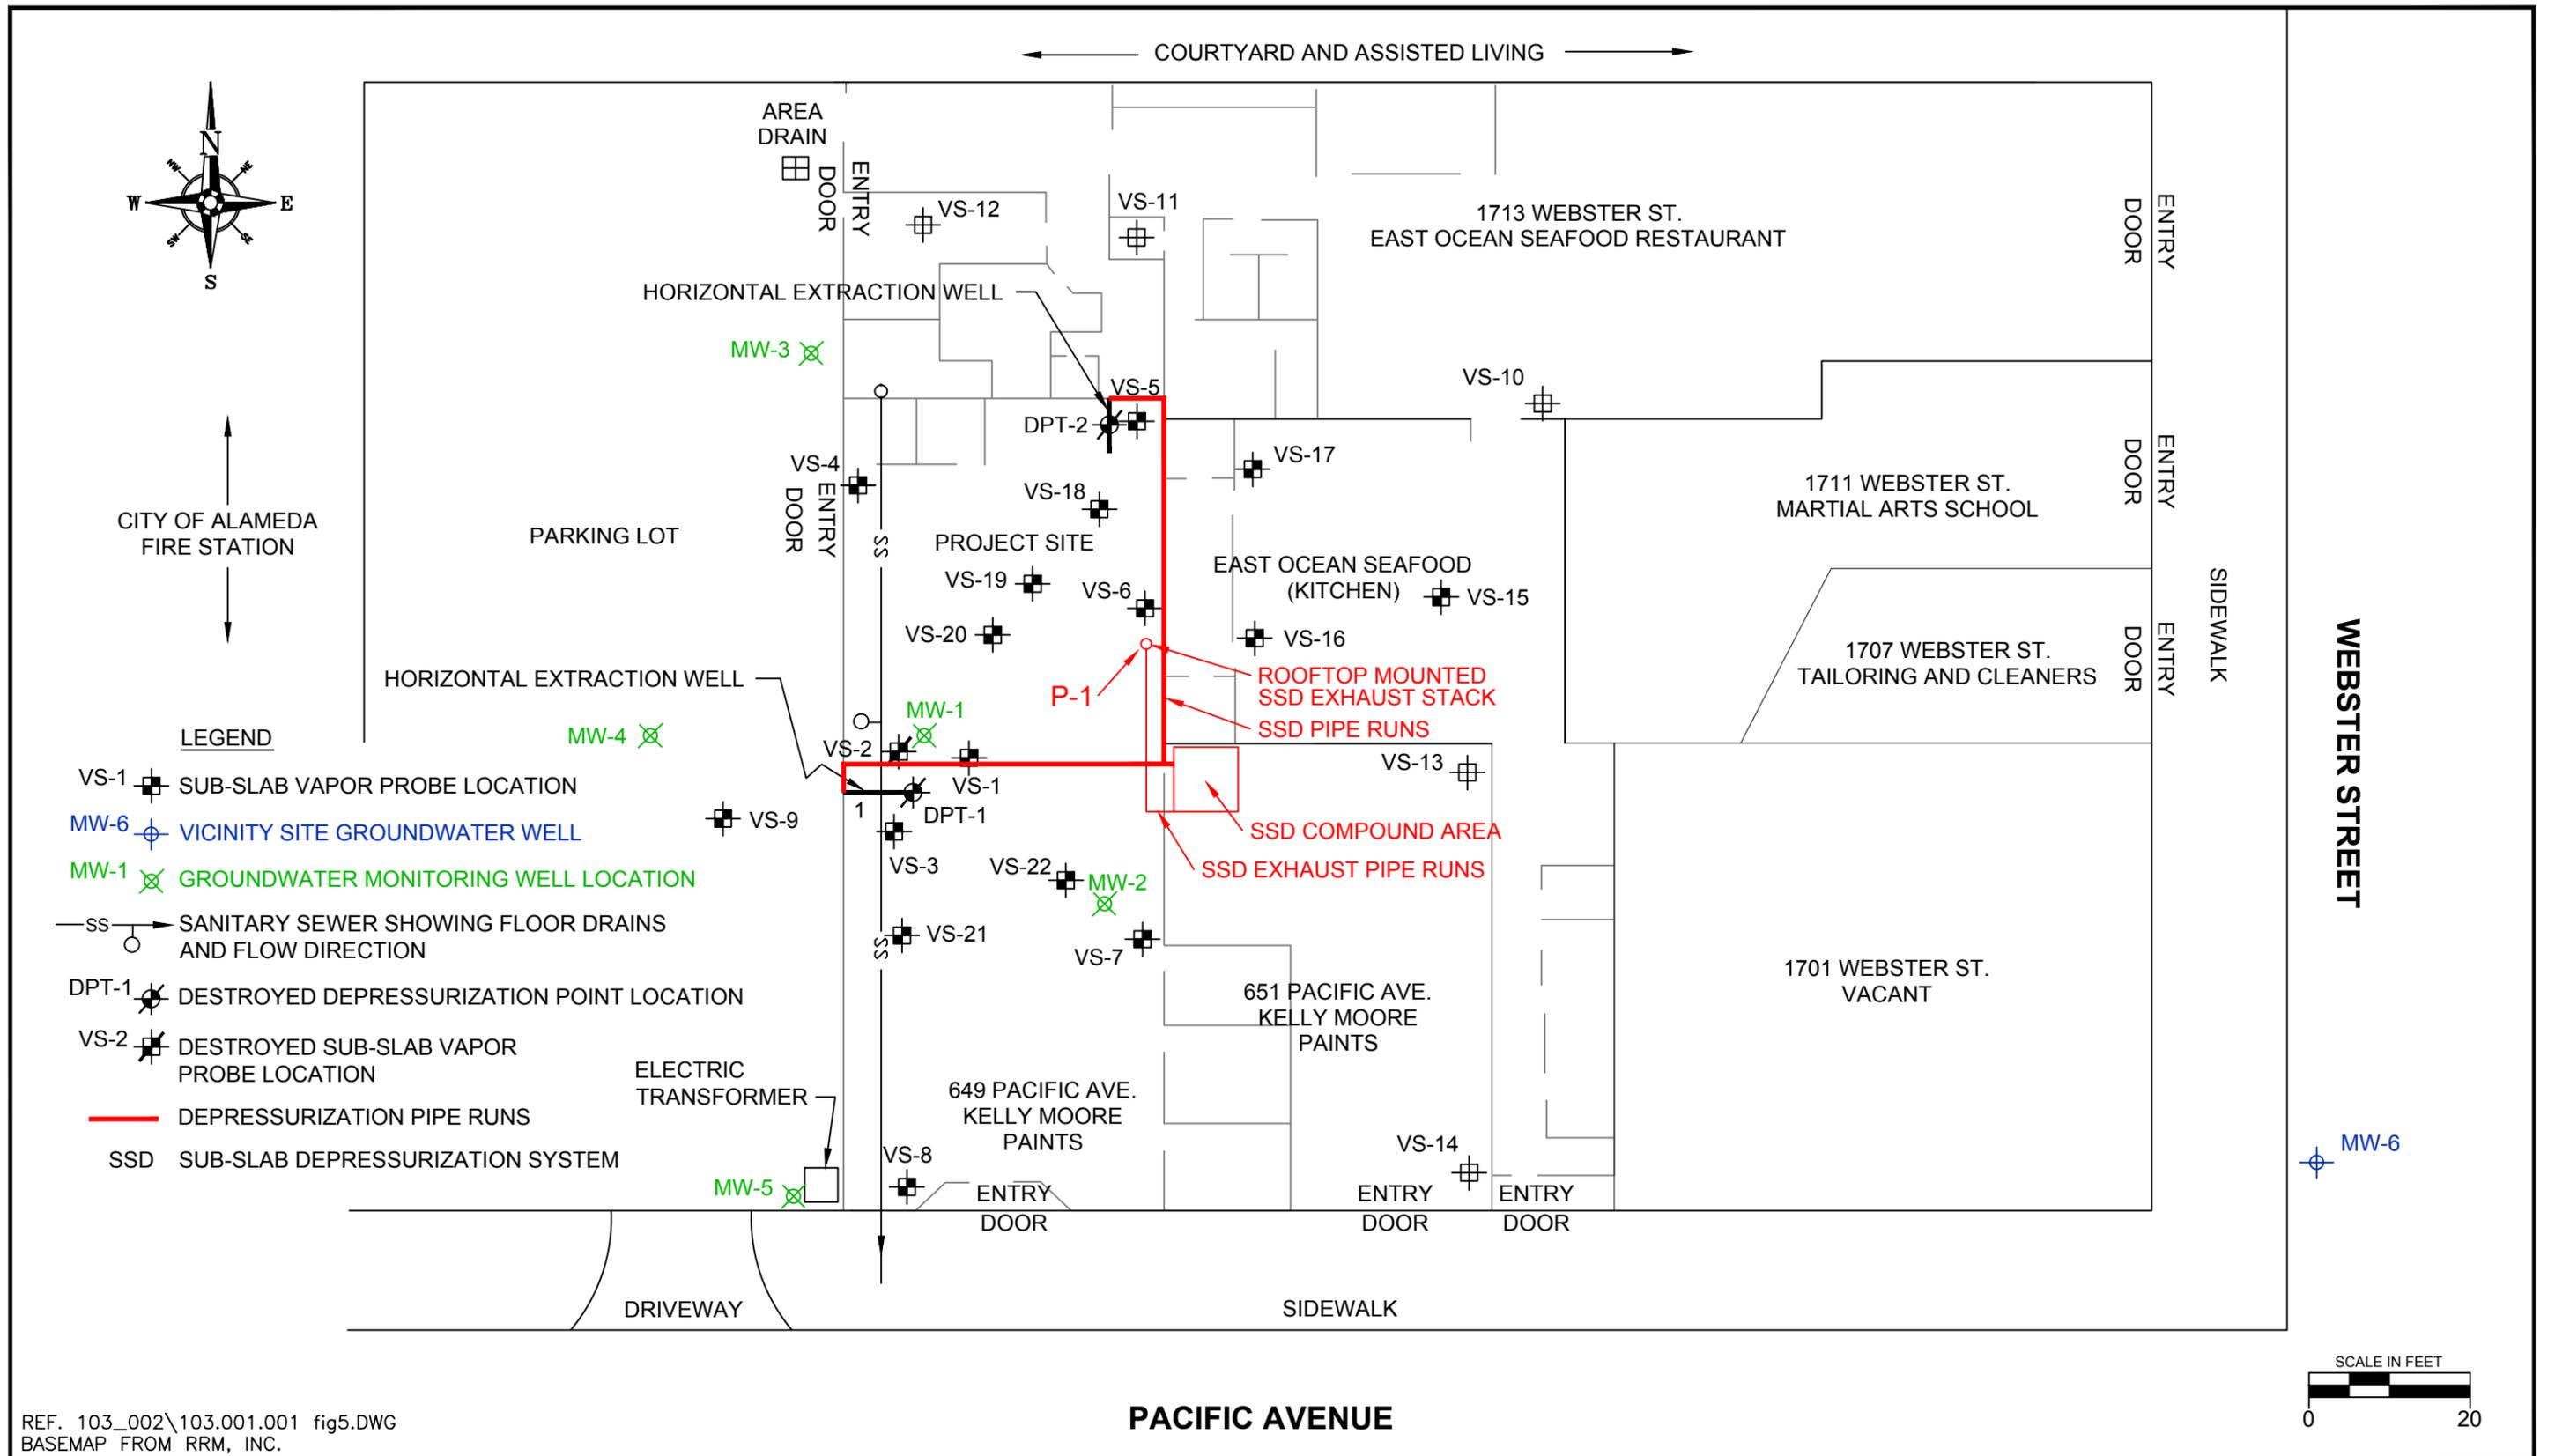 COURTYARD AND ASSISTED LIVING
N
NW
NE
W
E
SW
SE
S
AREA
DRAIN
ENTRY
DOOR
VS-12
VS-11
1713 WEBSTER ST.
EAST OCEAN SEAFOOD RESTAURANT
ENTRY
DOOR
HORIZONTAL EXTRACTION WELL
MW-3
VS-5
VS-10
DPT-2
VS-4
ENTRY
DOOR
VS-17
VS-18
1711 WEBSTER ST.
MARTIAL ARTS SCHOOL
ENTRY
DOOR
CITY OF ALAMEDA
FIRE STATION
PARKING LOT
SS
PROJECT SITE
VS-19
VS-6
EAST OCEAN SEAFOOD
(KITCHEN)
VS-15
VS-20
VS-16
1707 WEBSTER ST.
TAILORING AND CLEANERS
ENTRY
DOOR
SIDEWALK
WEBSTER STREET
HORIZONTAL EXTRACTION WELL
P-1
ROOFTOP MOUNTED
SSD EXHAUST STACK
SSD PIPE RUNS
MW-4
MW-1
VS-2
VS-1
VS-13
1
DPT-1
VS-9
VS-3
SSD COMPOUND AREA
SSD EXHAUST PIPE RUNS
VS-22
MW-2
SS
VS-21
VS-7
651 PACIFIC AVE.
KELLY MOORE
PAINTS
1701 WEBSTER ST.
VACANT
649 PACIFIC AVE.
KELLY MOORE
PAINTS
ELECTRIC
TRANSFORMER
VS-8
VS-14
MW-5
MW-6
ENTRY
DOOR
ENTRY
DOOR
ENTRY
DOOR
LEGEND
VS-1 SUB-SLAB VAPOR PROBE LOCATION
MW-6 VICINITY SITE GROUNDWATER WELL
MW-1 GROUNDWATER MONITORING WELL LOCATION
SS SANITARY SEWER SHOWING FLOOR DRAINS
AND FLOW DIRECTION
DPT-1 DESTROYED DEPRESSURIZATION POINT LOCATION
VS-2 DESTROYED SUB-SLAB VAPOR
PROBE LOCATION
DEPRESSURIZATION PIPE RUNS
SSD SUB-SLAB DEPRESSURIZATION SYSTEM
DRIVEWAY
SIDEWALK
PACIFIC AVENUE
SCALE IN FEET
0 20
REF. 103_002\103.001.001 fig5.DWG
BASEMAP FROM RRM, INC.